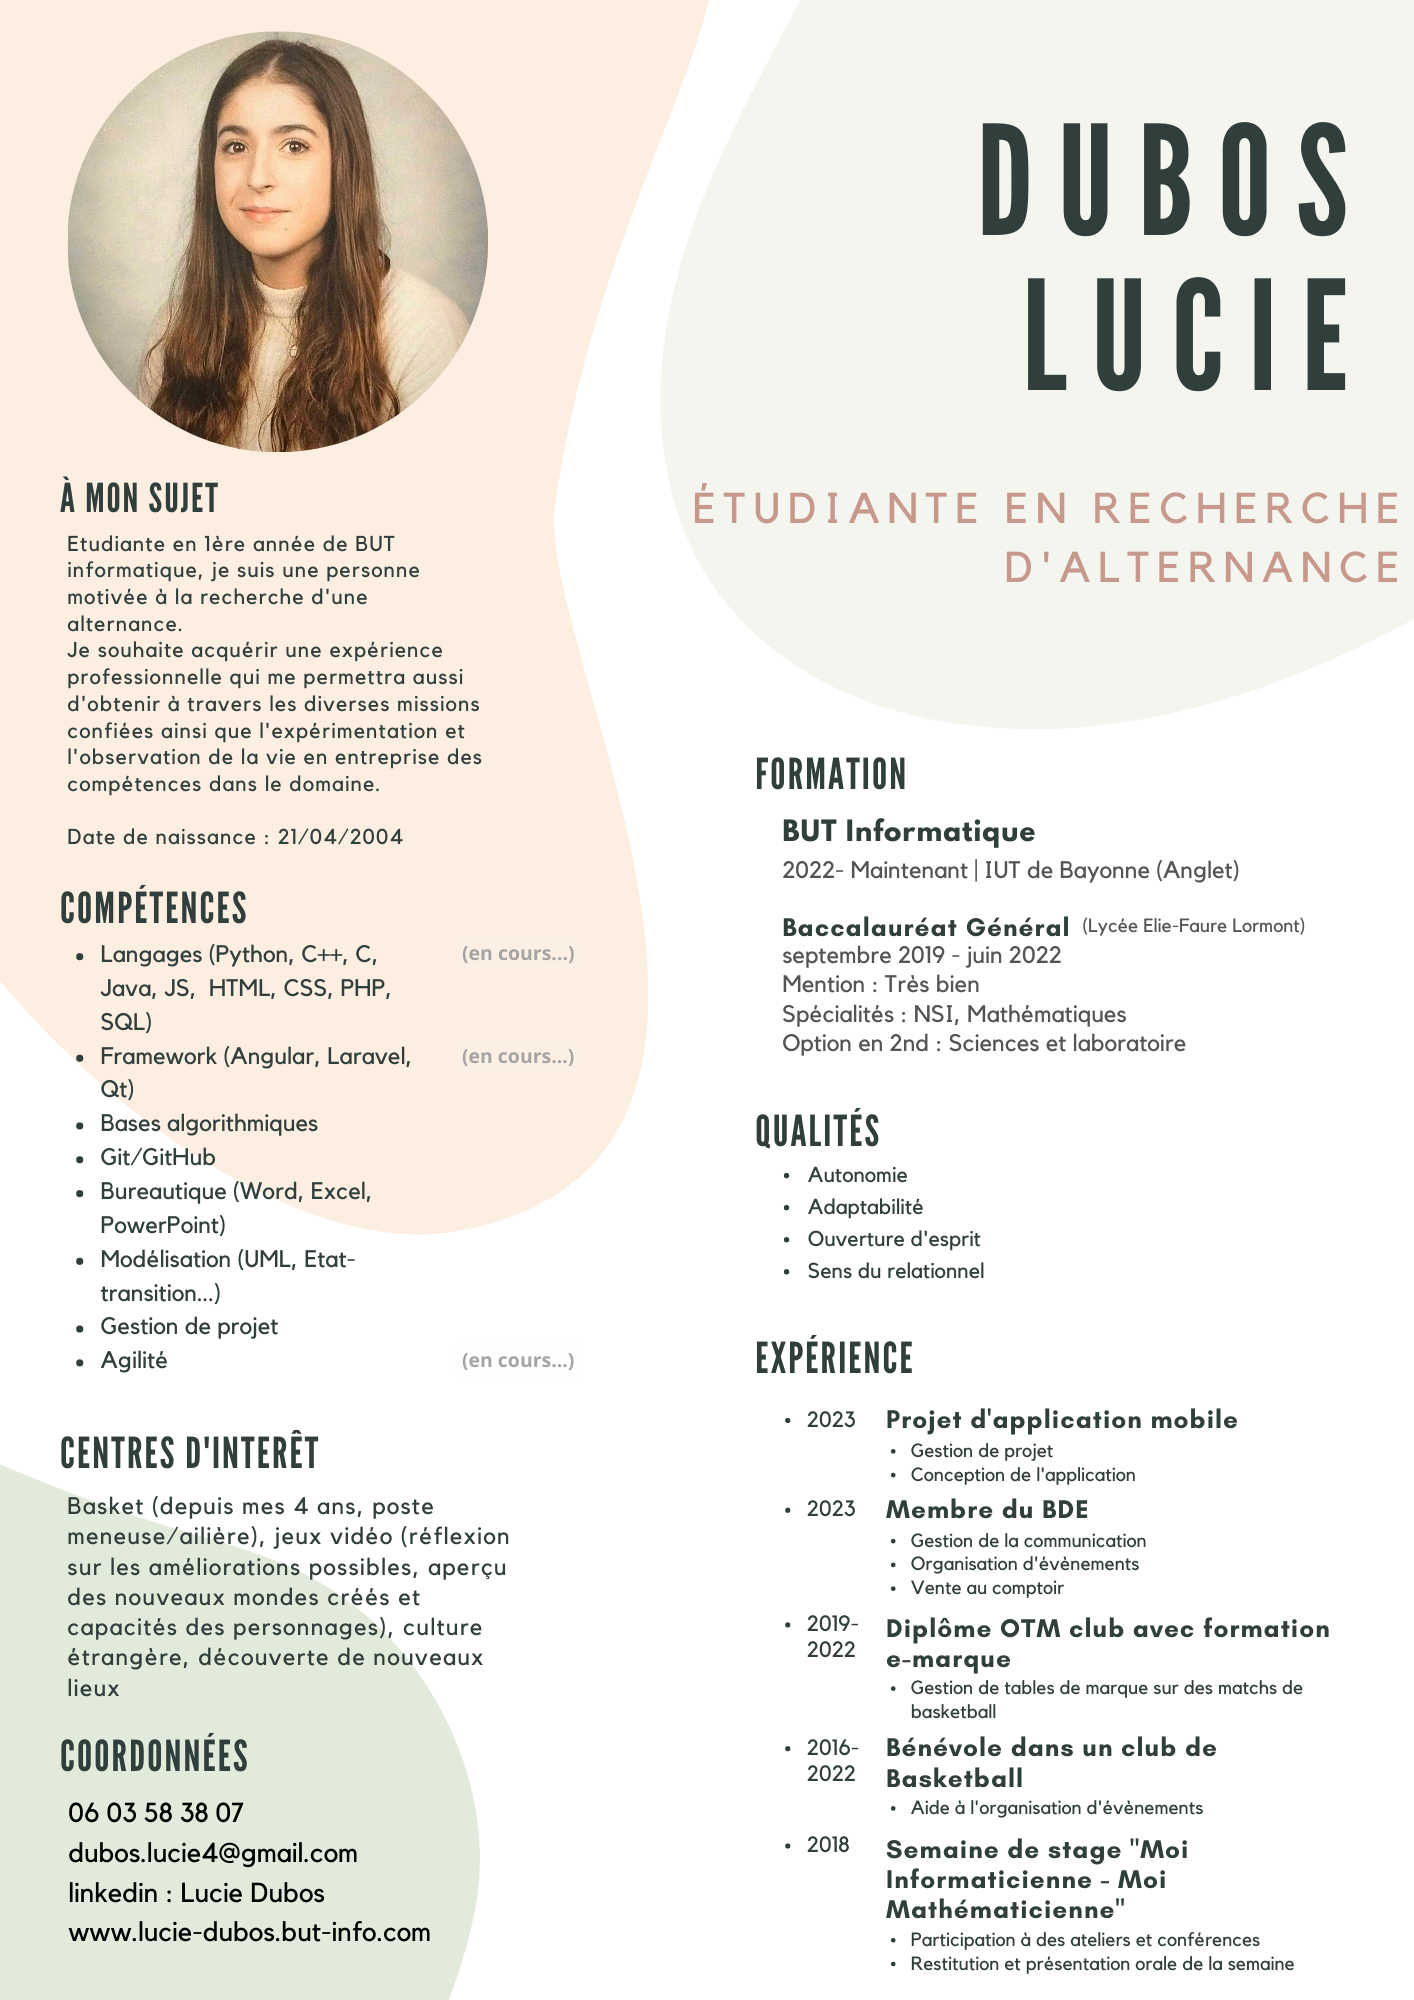 DUBOS
LUCIE
ÉTUDIANTE EN RECHERCHE
D'ALTERNANCE
À MON SUJET
Etudiante en 1ère année de BUT
informatique, je suis une personne
motivée à la recherche d'une
alternance.
Je souhaite acquérir une expérience
professionnelle qui me permettra aussi
d'obtenir à travers les diverses missions
confiées ainsi que l'expérimentation et
l'observation de la vie en entreprise des
compétences dans le domaine.
Date de naissance : 21/04/2004
COMPÉTENCES
• Langages (Python, C++, C, (en cours...)
Java, JS, HTML, CSS, PHP,
SQL)
• Framework (Angular, Laravel, (en cours...)
Qt)
• Bases algorithmiques
• Git/GitHub
• Bureautique (Word, Excel,
PowerPoint)
• Modélisation (UML, Etat-
transition...)
• Gestion de projet
• Agilité (en cours...)
CENTRES D'INTERÊT
Basket (depuis mes 4 ans, poste
meneuse/ailière), jeux vidéo (réflexion
sur les améliorations possibles, aperçu
des nouveaux mondes créés et
capacités des personnages), culture
étrangère, découverte de nouveaux
lieux
COORDONNÉES
06 03 58 38 07
dubos.lucie4@gmail.com
linkedin : Lucie Dubos
www.lucie-dubos.but-info.com
FORMATION
BUT Informatique
2022- Maintenant | IUT de Bayonne (Anglet)
Baccalauréat Général (Lycée Elie-Faure Lormont)
septembre 2019 - juin 2022
Mention : Très bien
Spécialités : NSI, Mathématiques
Option en 2nd : Sciences et laboratoire
QUALITÉS
• Autonomie
• Adaptabilité
• Ouverture d'esprit
• Sens du relationnel
EXPÉRIENCE
• 2023 Projet d'application mobile
• Gestion de projet
• Conception de l'application
• 2023 Membre du BDE
• Gestion de la communication
• Organisation d'évènements
• Vente au comptoir
• 2019- Diplôme OTM club avec formation
2022 e-marque
• Gestion de tables de marque sur des matchs de
basketball
• 2016- Bénévole dans un club de
2022 Basketball
• Aide à l'organisation d'évènements
• 2018 Semaine de stage "Moi
Informaticienne - Moi
Mathématicienne"
• Participation à des ateliers et conférences
• Restitution et présentation orale de la semaine